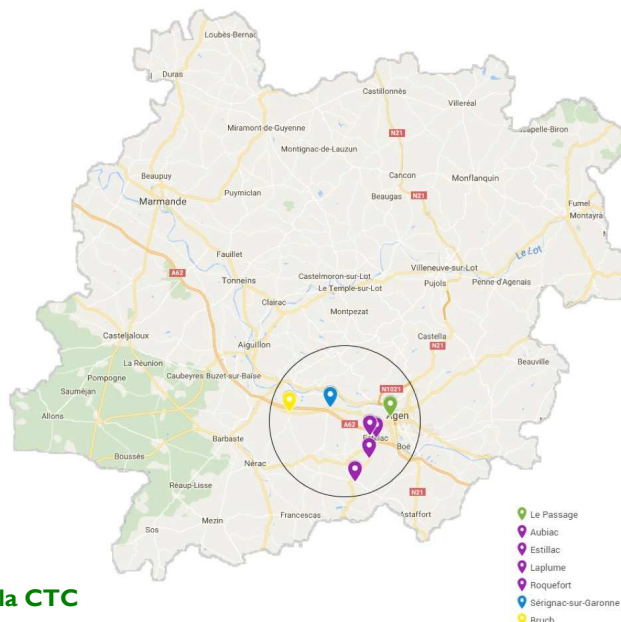 Loubès-Bernac
Duras
Castillonnès
Villeréal
N21
capelle-Biron
Miramont-de-Guyenne
Montignac-de-Lauzun
Beaupuy
Cancon
Monflanquin
Puymiclan
Beaugas
Marmande
Fumel
Montayra
Le Lot
Fauillet
A62
Tonneins
Castelmoron-sur-Lot
Villeneuve-sur-Lot
Le Temple-sur-Lot
Pujols
Penne-d'Agenais
Clairac
Montpezat
Casteljaloux
Castella
Aiguillon
N21
La Réunion
Beauville
Pompogne
Caubeyres
Buzet-sur-Baïse
Sauméjan
N1021
Allons
Agen
A62
Barbaste
Boé
Boussès
Nérac
Réaup-Lisse
N21
Francescas
Astaffort
Mezin
Sos
Le Passage
Aubiac
Estillac
Laplume
Roquefort
Sérignac-sur-Garonne
Bruch
la CTC